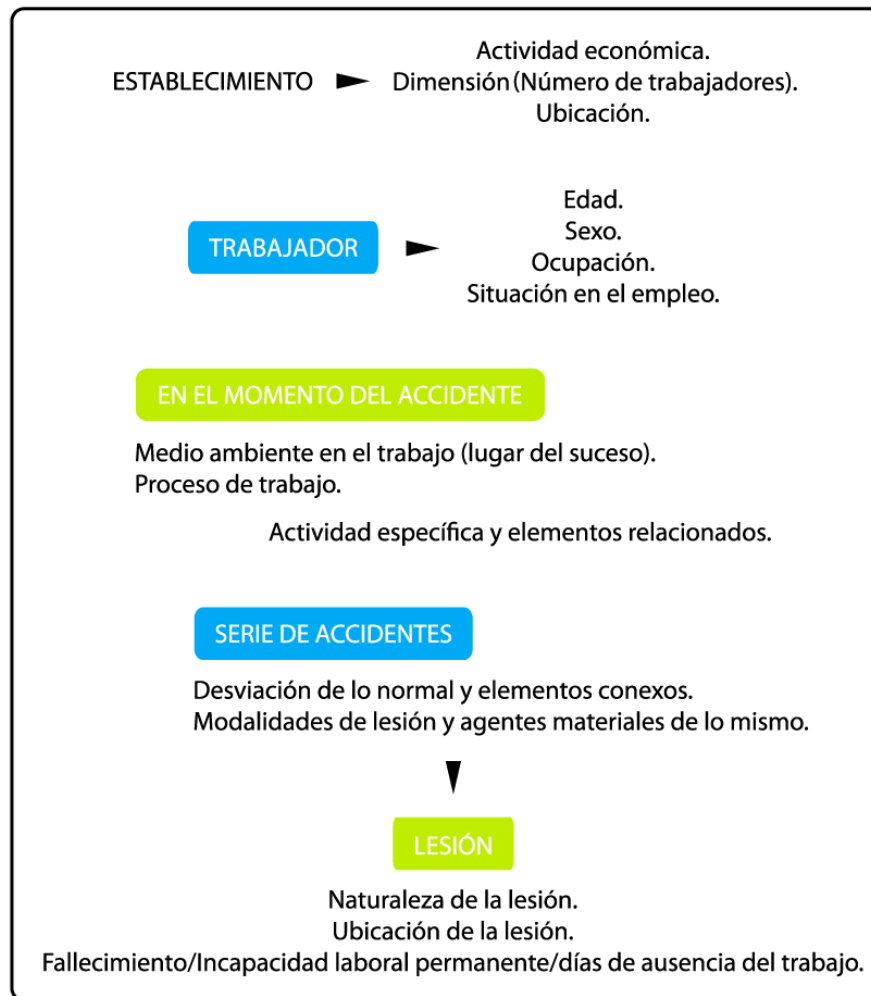 Actividad económica.
ESTABLECIMIENTO
Dimensión (Número de trabajadores).
Ubicación.
TRABAJADOR
Edad.
Sexo.
Ocupación.
Situación en el empleo.
EN EL MOMENTO DEL ACCIDENTE
Medio ambiente en el trabajo (lugar del suceso).
Proceso de trabajo.
Actividad específica y elementos relacionados.
SERIE DE ACCIDENTES
Desviación de lo normal y elementos conexos.
Modalidades de lesión y agentes materiales de lo mismo.
LESIÓN
Naturaleza de la lesión.
Ubicación de la lesión.
Fallecimiento/Incapacidad laboral permanente/días de ausencia del trabajo.